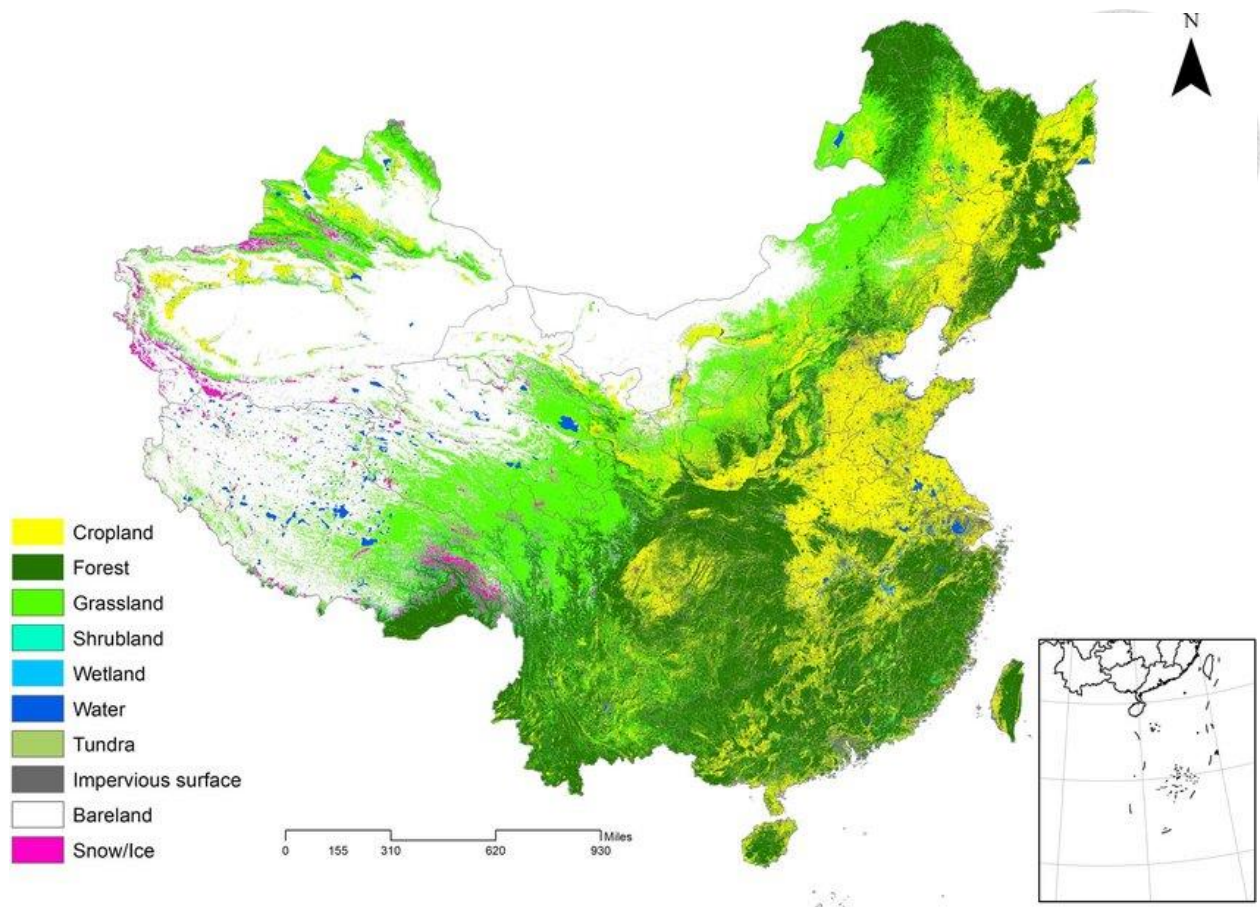 N
Cropland
Forest
Grassland
Shrubland
Wetland
Water
Tundra
Impervious surface
Bareland
Snow/Ice
Miles
0 155 310 620 930